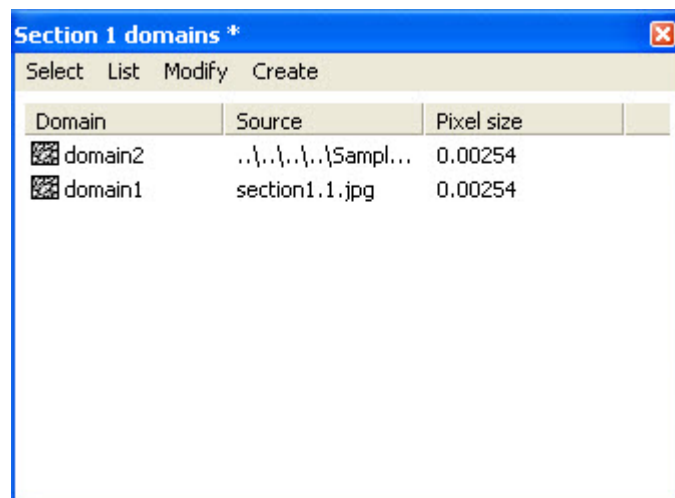 Section 1 domains *
Select List Modify Create
Domain Source Pixel size
domain2 ..\..\..\..\Sampl... 0.00254
domain1 section1.1.jpg 0.00254